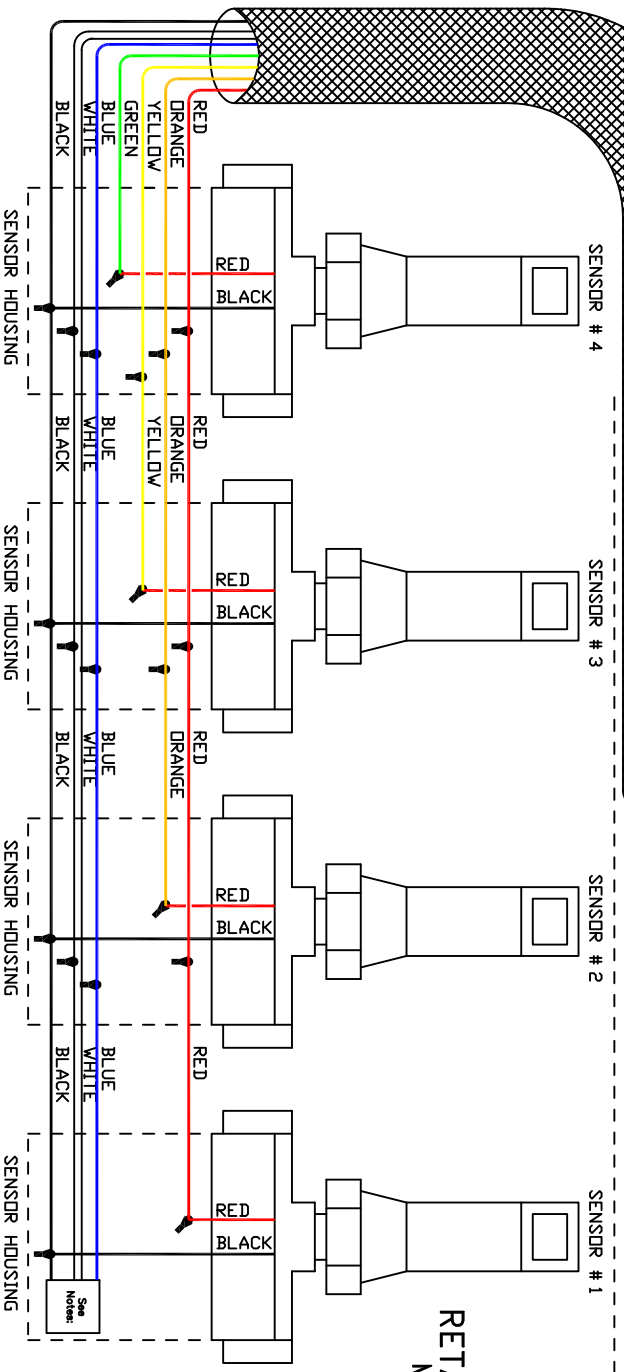 RED
ORANGE
YELLOW
GREEN
BLUE
WHITE
BLACK
SENSOR # 4
RED
BLACK
SENSOR HOUSING
RED
ORANGE
YELLOW
BLUE
WHITE
BLACK
SENSOR # 3
RED
BLACK
SENSOR HOUSING
RED
ORANGE
BLUE
WHITE
BLACK
SENSOR # 2
RED
BLACK
SENSOR HOUSING
RED
BLUE
WHITE
BLACK
SENSOR # 1
RED
BLACK
SENSOR HOUSING
See
Notes:
RETA